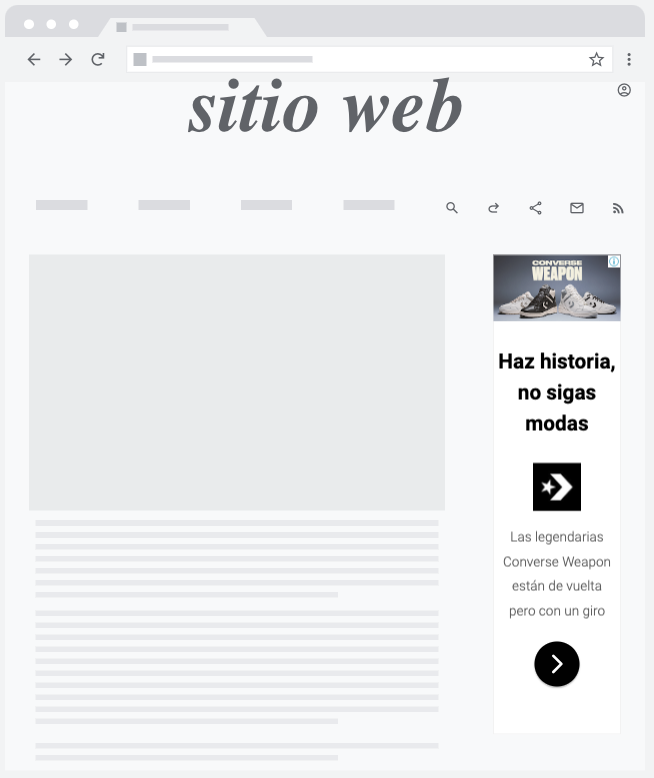 sitio web
CONVERSE
WEAPON
Haz historia,
no sigas
modas
Las legendarias
Converse Weapon
están de vuelta
pero con un giro